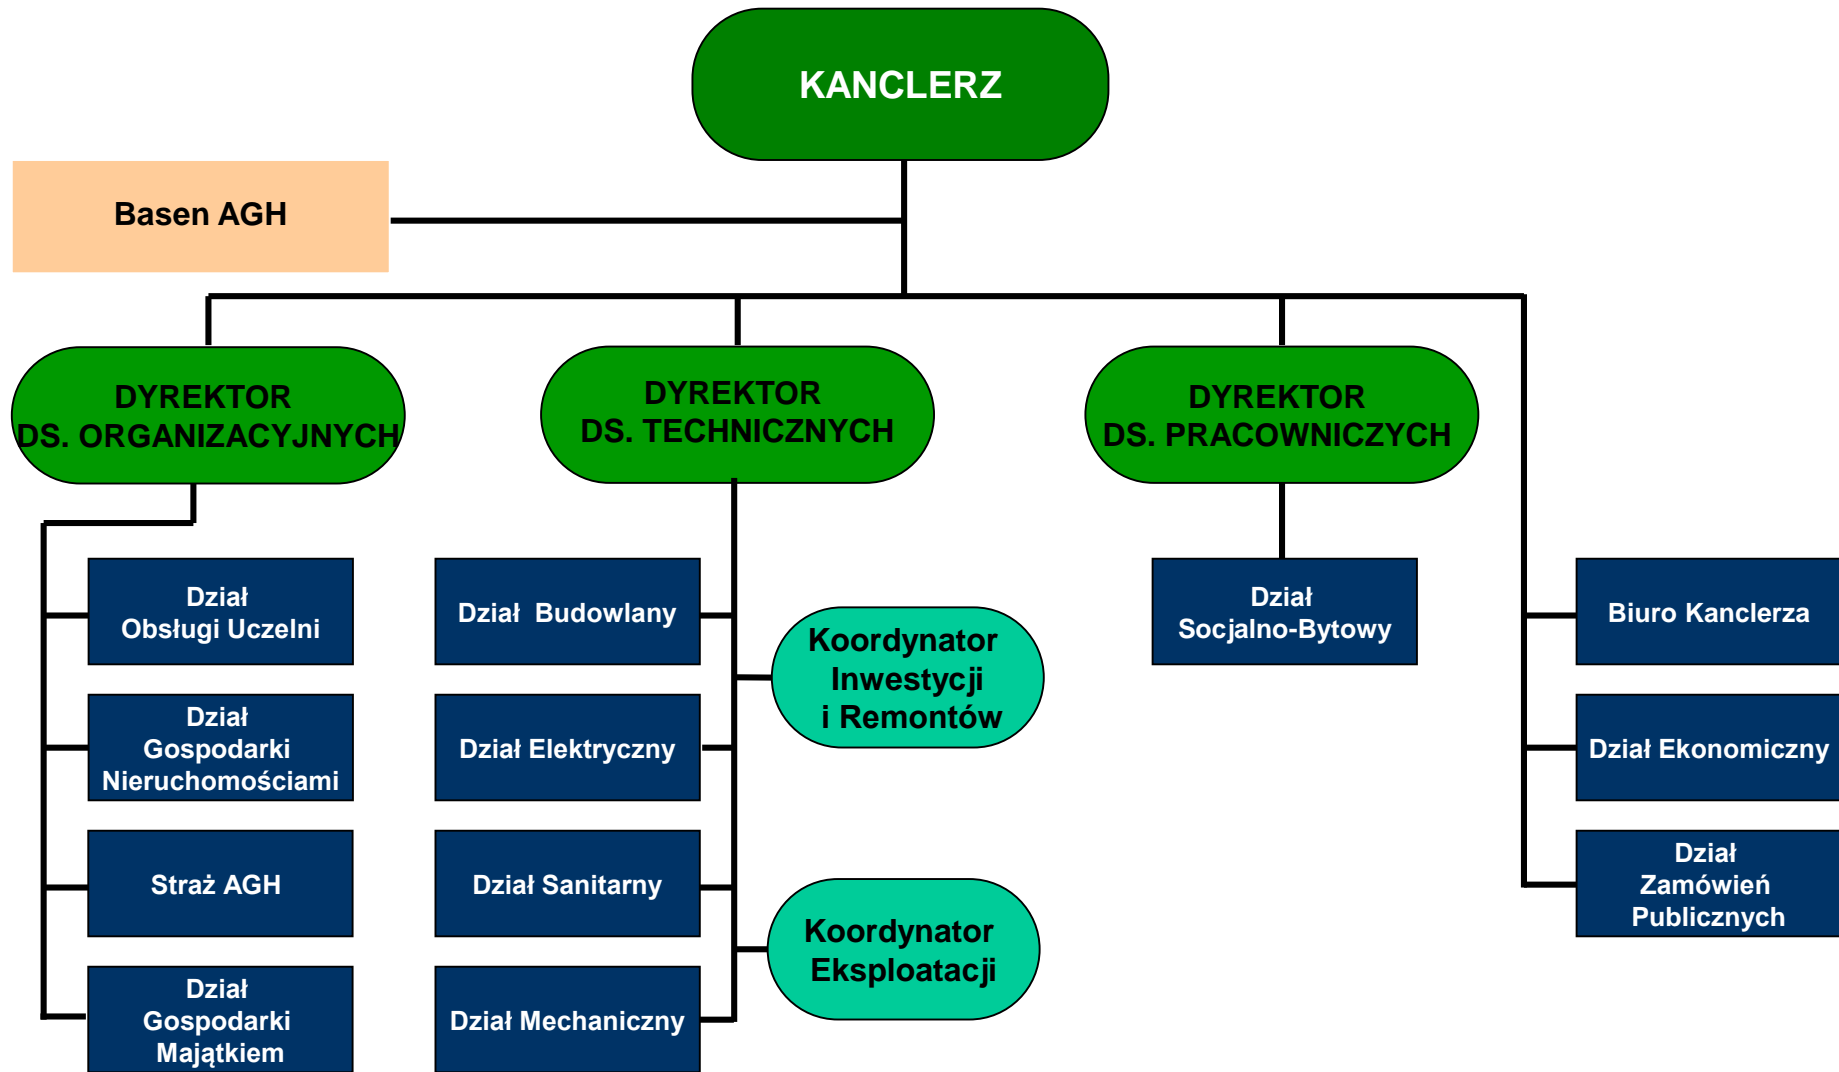 KANCLERZ
Basen AGH
DYREKTOR
DS. ORGANIZACYJNYCH
DYREKTOR
DS. TECHNICZNYCH
DYREKTOR
DS. PRACOWNICZYCH
Dział
Obsługi Uczelni
Dział
Gospodarki
Nieruchomościami
Straż AGH
Dział
Gospodarki
Majątkiem
Dział Budowlany
Dział Elektryczny
Dział Sanitarny
Dział Mechaniczny
Koordynator
Inwestycji
i Remontów
Koordynator
Eksploatacji
Dział
Socjalno-Bytowy
Biuro Kanclerza
Dział Ekonomiczny
Dział
Zamówień
Publicznych